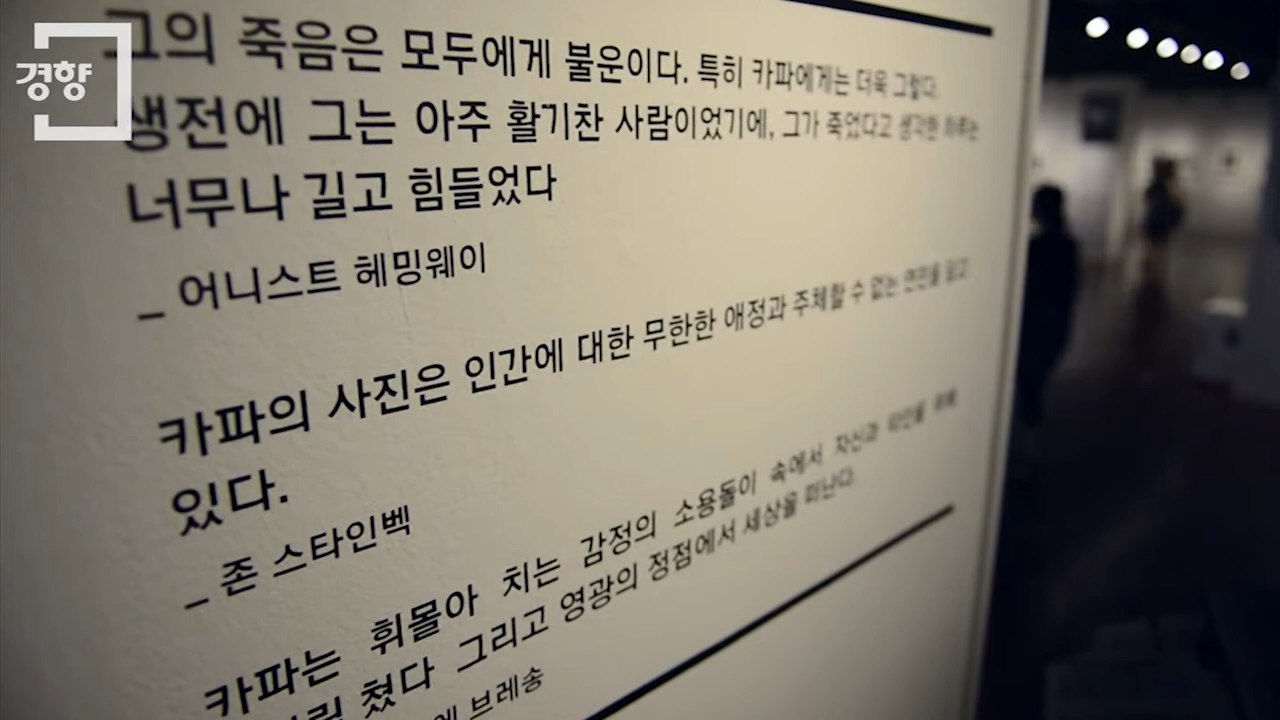 경향
그의 죽음은 모두에게 불운이다. 특히 카파에게는 더욱 그렇다.
생전에 그는 아주 활기찬 사람이었기에, 그가 죽었다고 생각한 하루는
너무나 길고 힘들었다
_ 어니스트 헤밍웨이
카파의 사진은 인간에 대한 무한한 애정과 주체할 수 없는 연민을 담고
있다.
_ 존 스타인벡
카파는 휘몰아 치는 감정의 소용돌이 속에서 자신과 타인을 위해
쳤다 그리고 영광의 정점에서 세상을 떠난다.
브레송